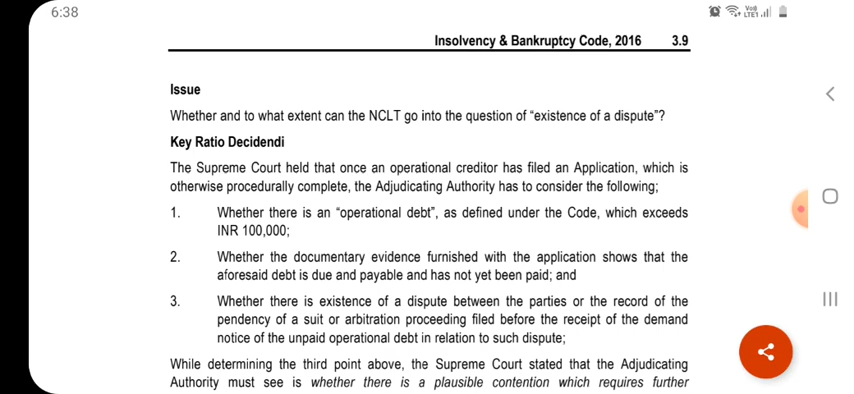 6:38
Vo)) LTE1
Insolvency & Bankruptcy Code, 2016 3.9
Issue
Whether and to what extent can the NCLT go into the question of “existence of a dispute”?
Key Ratio Decidendi
The Supreme Court held that once an operational creditor has filed an Application, which is
otherwise procedurally complete, the Adjudicating Authority has to consider the following;
1. Whether there is an “operational debt”, as defined under the Code, which exceeds
INR 100,000;
2. Whether the documentary evidence furnished with the application shows that the
aforesaid debt is due and payable and has not yet been paid; and
3. Whether there is existence of a dispute between the parties or the record of the
pendency of a suit or arbitration proceeding filed before the receipt of the demand
notice of the unpaid operational debt in relation to such dispute;
While determining the third point above, the Supreme Court stated that the Adjudicating
Authority must see is whether there is a plausible contention which requires further